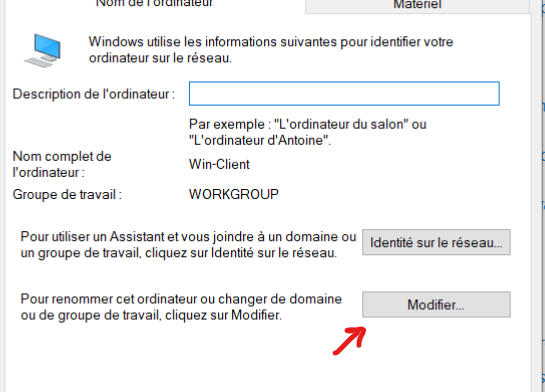 Nom de l'ordinateur
Matériel
Windows utilise les informations suivantes pour identifier votre
ordinateur sur le réseau.
Description de l'ordinateur :
Par exemple : "L'ordinateur du salon" ou
"L'ordinateur d'Antoine".
Nom complet de
l'ordinateur :
Win-Client
Groupe de travail :
WORKGROUP
Pour utiliser un Assistant et vous joindre à un domaine ou
un groupe de travail, cliquez sur Identité sur le réseau.
Identité sur le réseau...
Pour renommer cet ordinateur ou changer de domaine
ou de groupe de travail, cliquez sur Modifier.
Modifier...